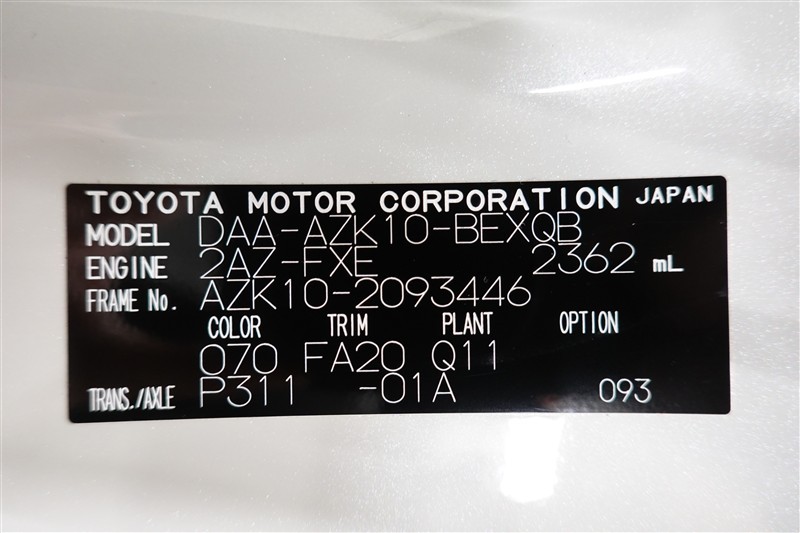 TOYOTA MOTOR CORPORATION JAPAN
MODEL DAA-AZK10-BEXQB
ENGINE 2AZ-FXE 2362 mL
FRAME No. AZK10-2093446
COLOR TRIM PLANT OPTION
070 FA20 Q11
TRANS./AXLE P311 -01A 093